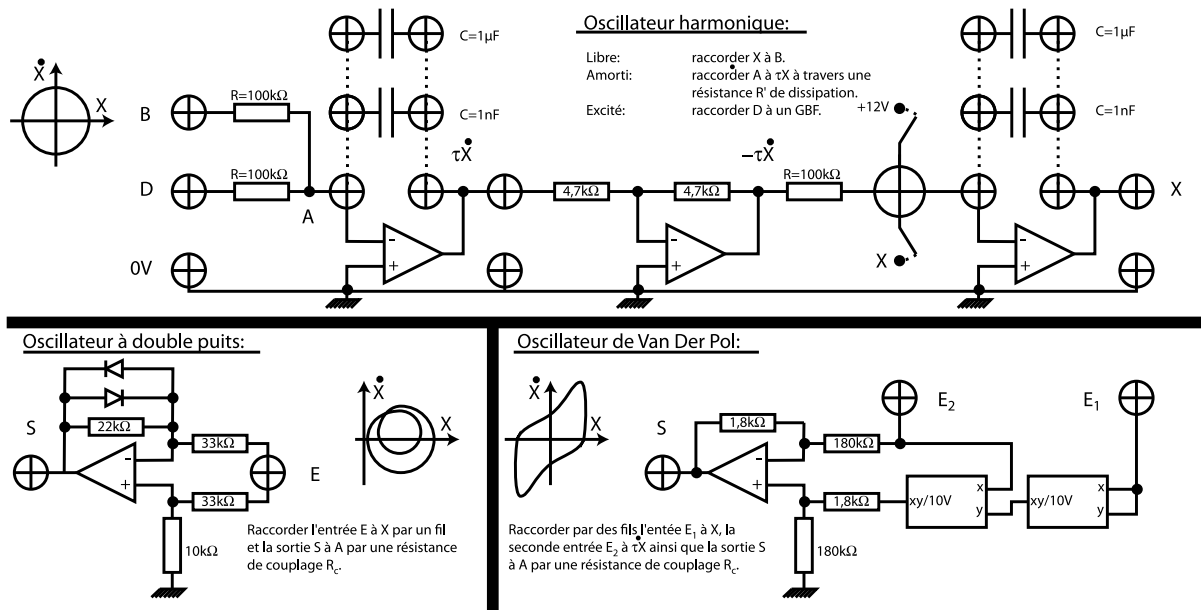 Oscillateur harmonique:
Libre: raccorder X à B.
Amorti: raccorder A à τẊ à travers une
résistance R' de dissipation.
Excité: raccorder D à un GBF.
C=1µF
C=1nF
C=1µF
C=1nF
Ẋ
X
B
R=100kΩ
D
R=100kΩ
A
0V
-
+
τẊ
4,7kΩ
4,7kΩ
-
+
−τẊ
R=100kΩ
+12V
X
-
+
X
Oscillateur à double puits:
S
22kΩ
-
+
33kΩ
33kΩ
E
10kΩ
Ẋ
X
Raccorder l'entrée E à X par un fil
et la sortie S à A par une résistance
de couplage Rc.
Oscillateur de Van Der Pol:
Ẋ
X
S
1,8kΩ
-
+
180kΩ
1,8kΩ
180kΩ
E2
E1
xy/10V
x
y
xy/10V
x
y
Raccorder par des fils l'entée E1 à X, la
seconde entrée E2 à τẊ ainsi que la sortie S
à A par une résistance de couplage Rc.